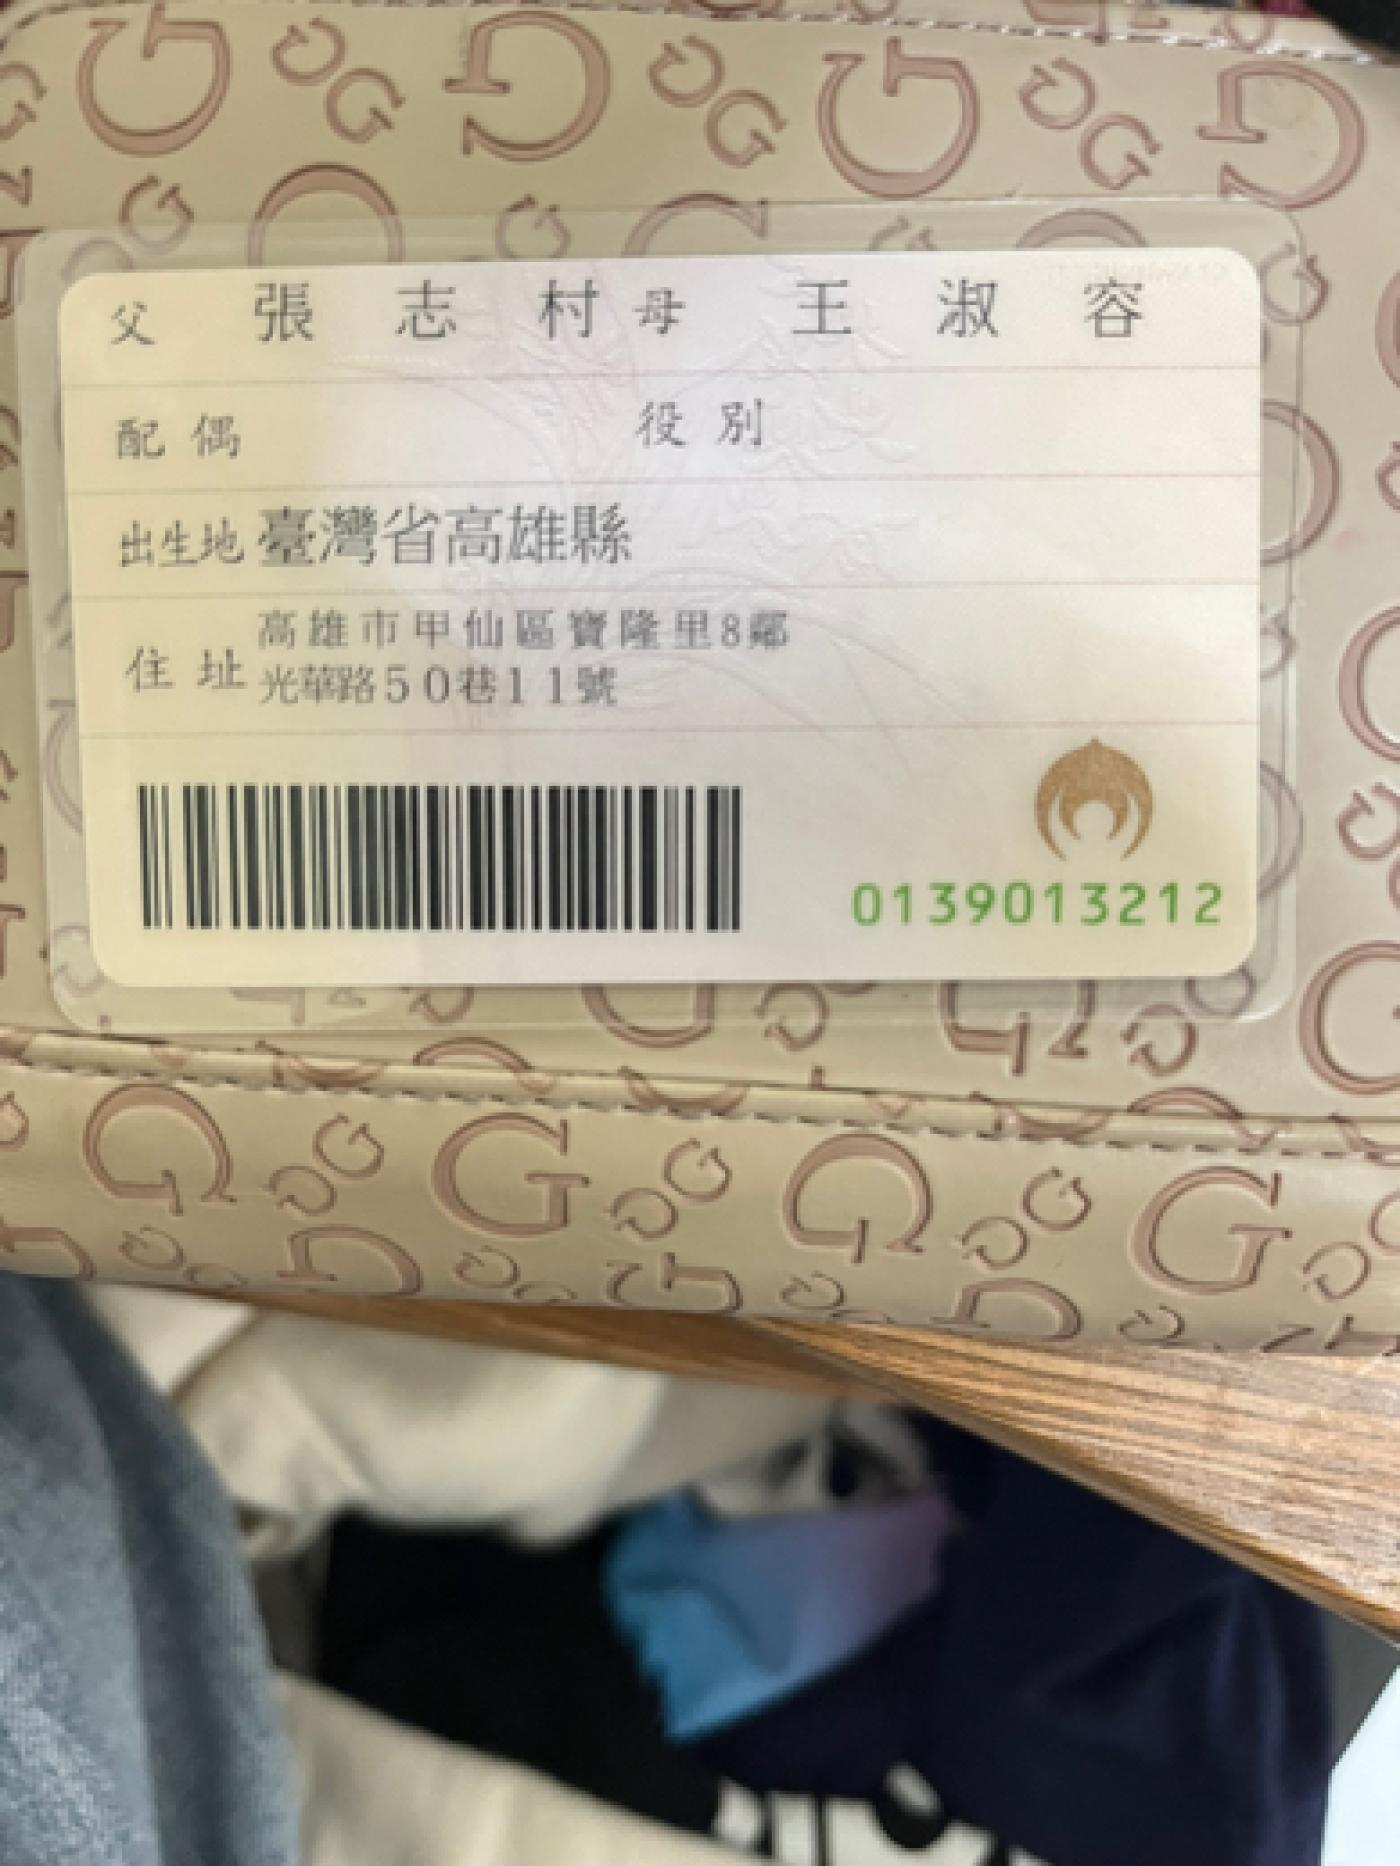 父 張志村 母 王淑容
配偶 役別
出生地 臺灣省高雄縣
住址 高雄市甲仙區寶隆里8鄰
光華路50巷11號
0139013212